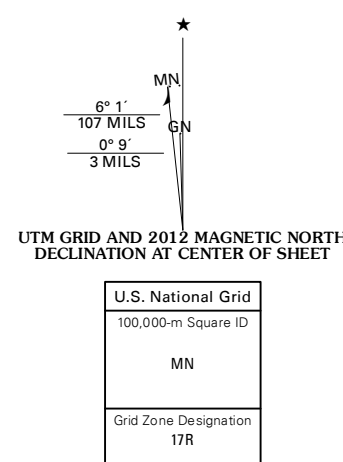 ★
MN
6° 1´
107 MILS
GN
0° 9´
3 MILS
UTM GRID AND 2012 MAGNETIC NORTH
DECLINATION AT CENTER OF SHEET
U.S. National Grid
100,000-m Square ID
MN
Grid Zone Designation
17R